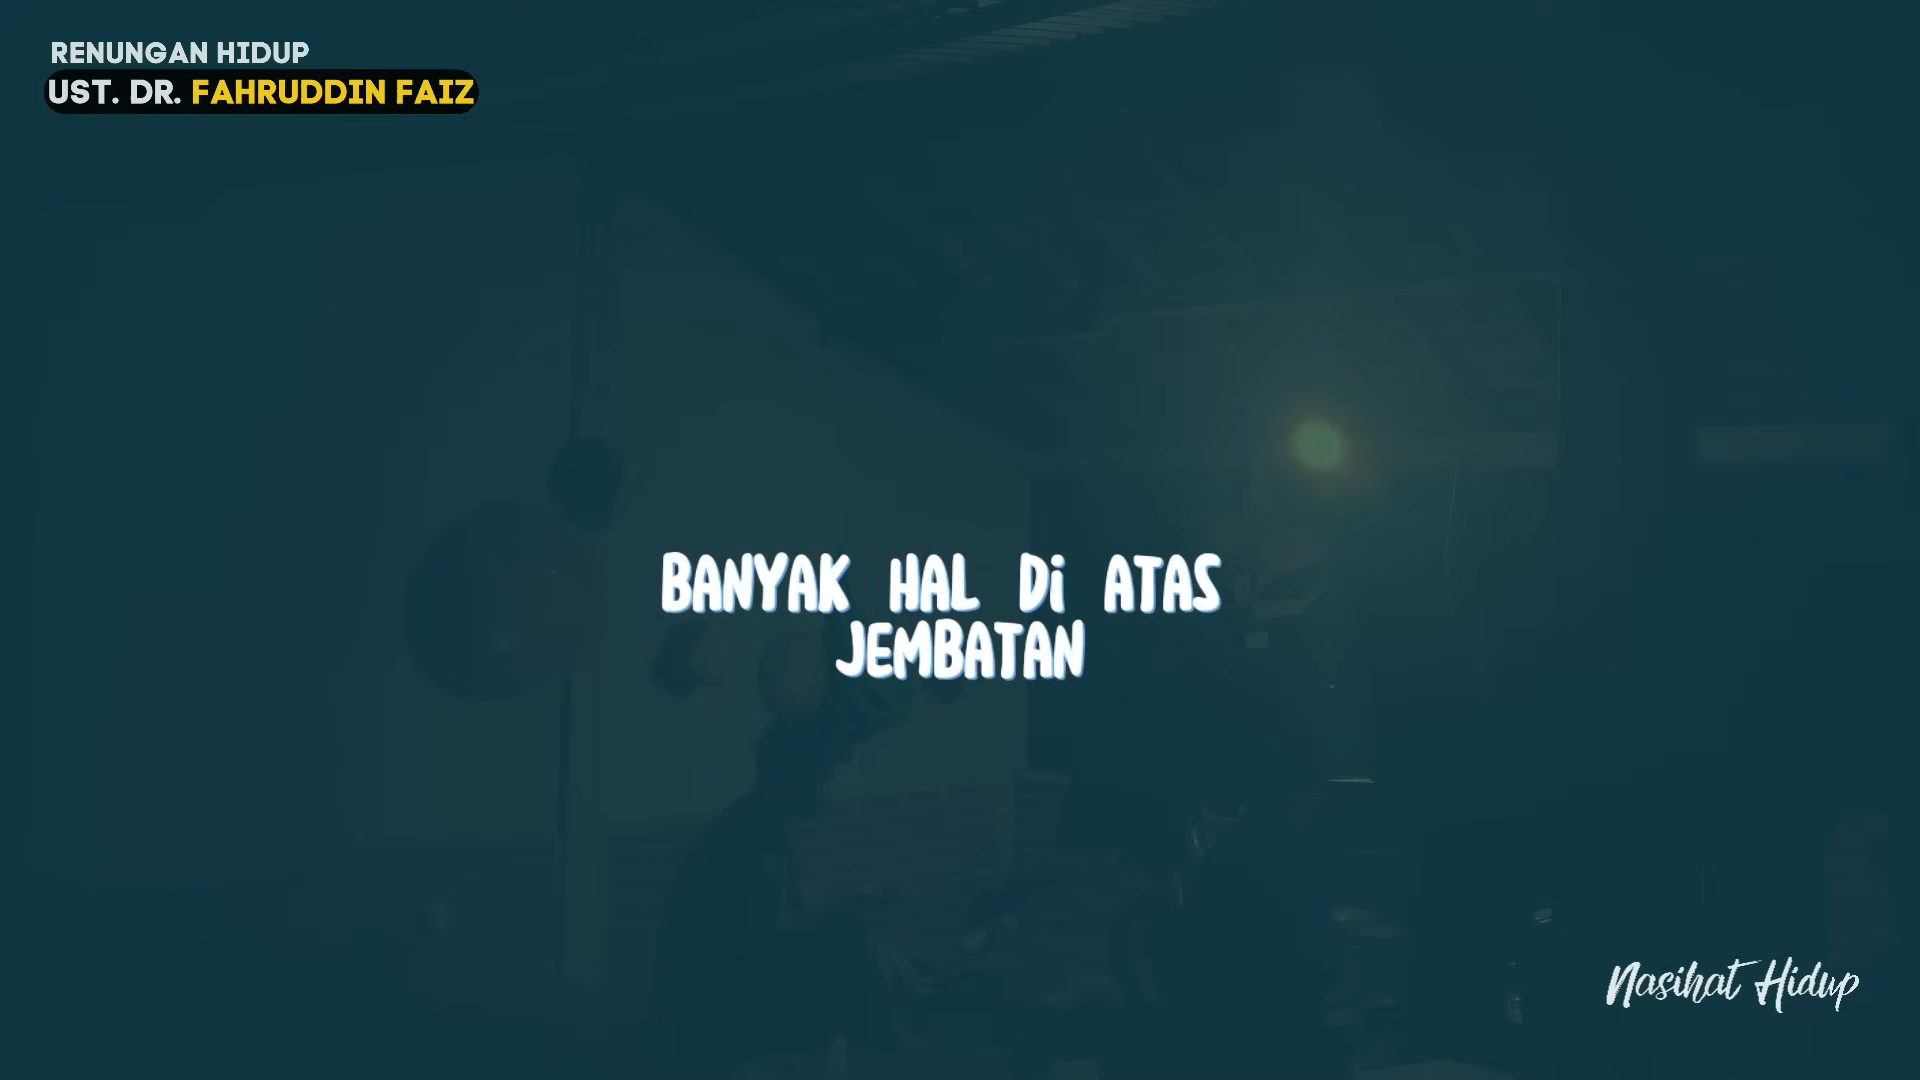 RENUNGAN HIDUP
UST. DR. FAHRUDDIN FAIZ
BANYAK HAL Di ATAS
JEMBATAN
Nasihat Hidup